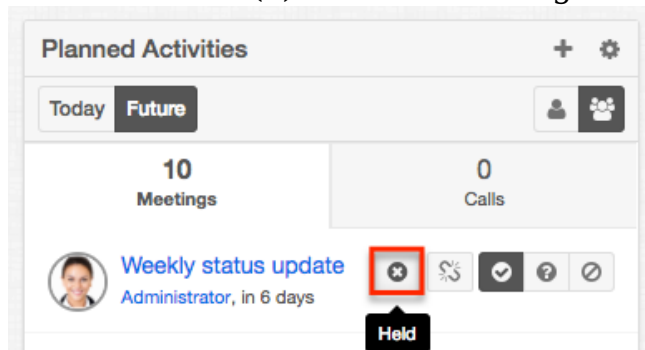 Planned Activities
Today Future
10 0
Meetings Calls
Weekly status update
Administrator, in 6 days
Held